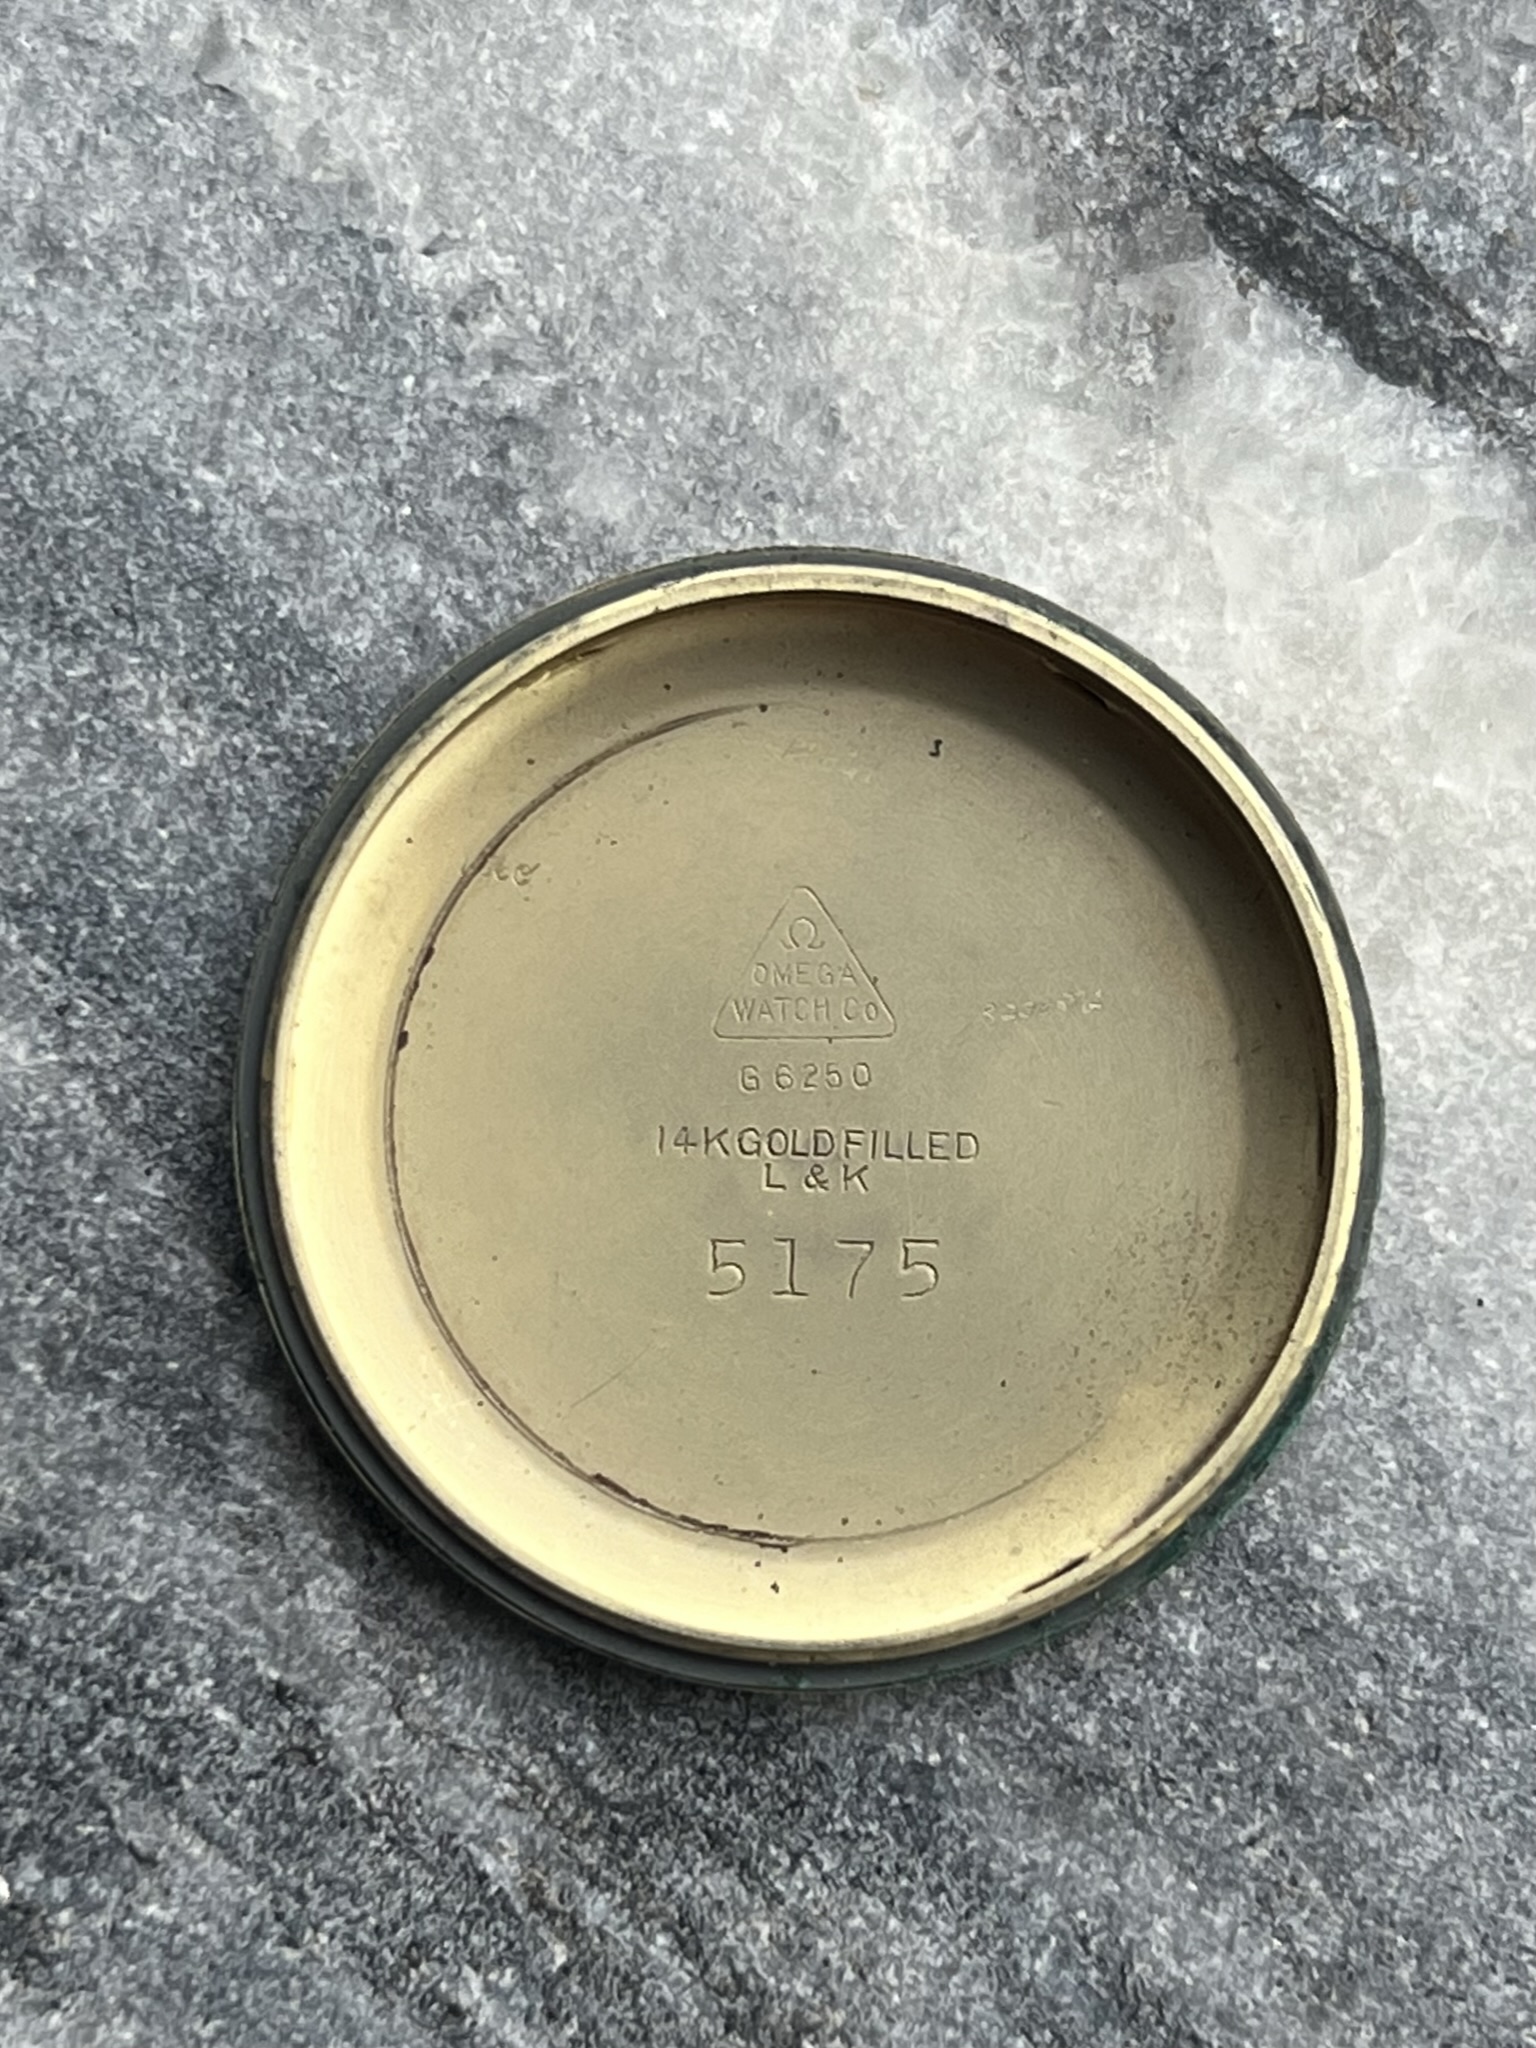 Ω
OMEGA
WATCH Co
G 6250
14K GOLD FILLED
L & K
5175